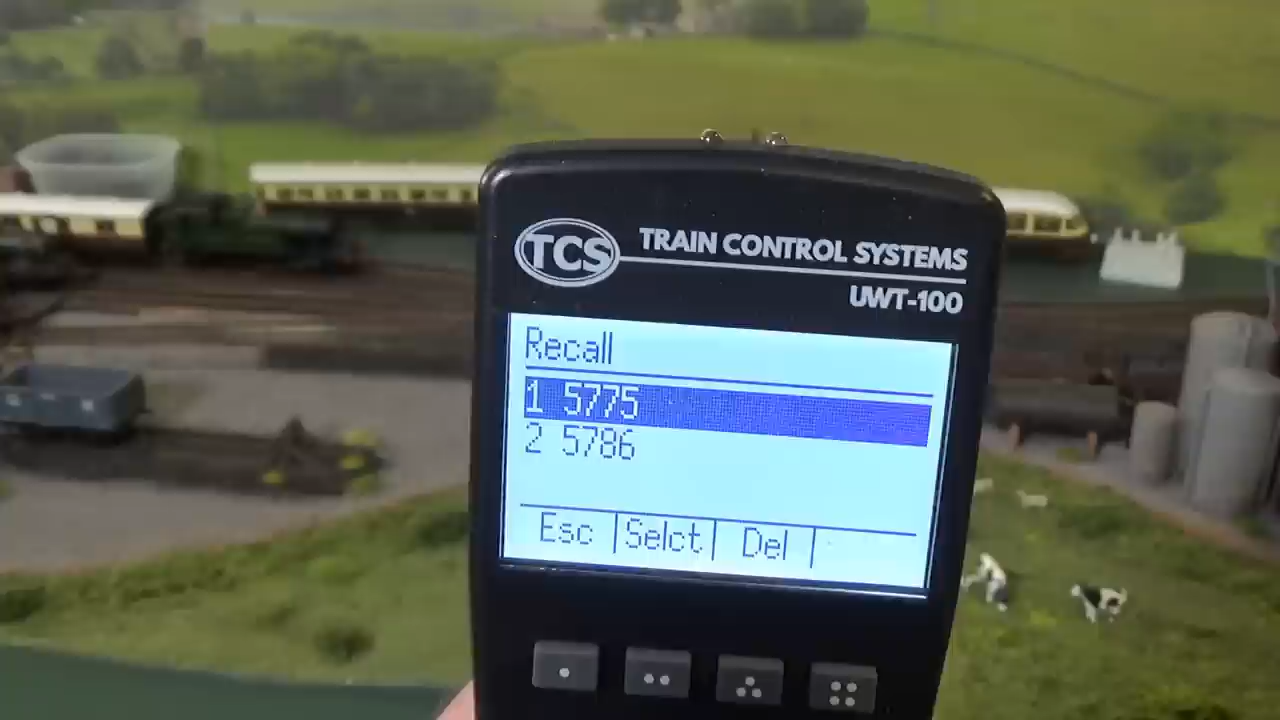 TCS
TRAIN CONTROL SYSTEMS
UWT-100
Recall
1 5775
2 5786
Esc Selct Del